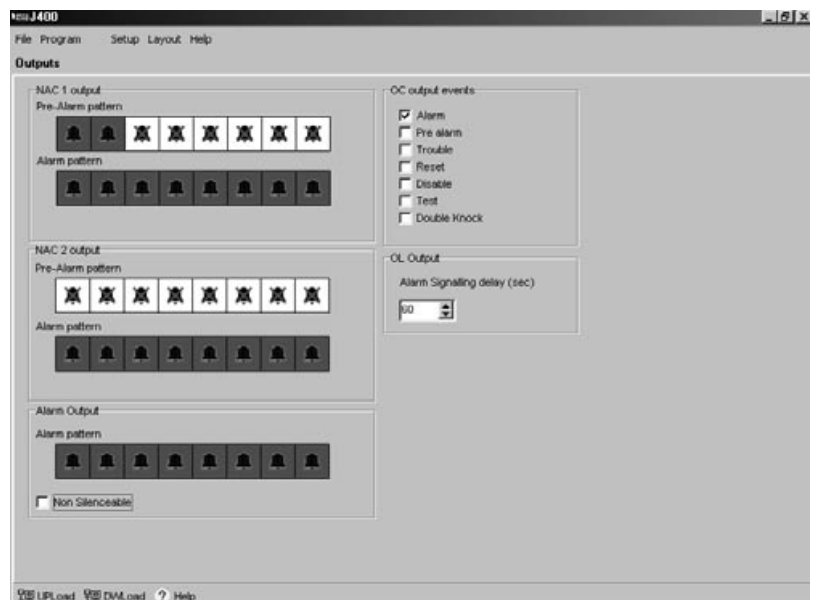 J400
File Program Setup Layout Help
Outputs
NAC 1 output
Pre-Alarm pattern
Alarm pattern
NAC 2 output
Pre-Alarm pattern
Alarm pattern
Alarm Output
Alarm pattern
Non Silenceable
OC output events
Alarm
Pre alarm
Trouble
Reset
Disable
Test
Double Knock
OL Output
Alarm Signalling delay (sec)
60
UPLoad DWLoad ? Help